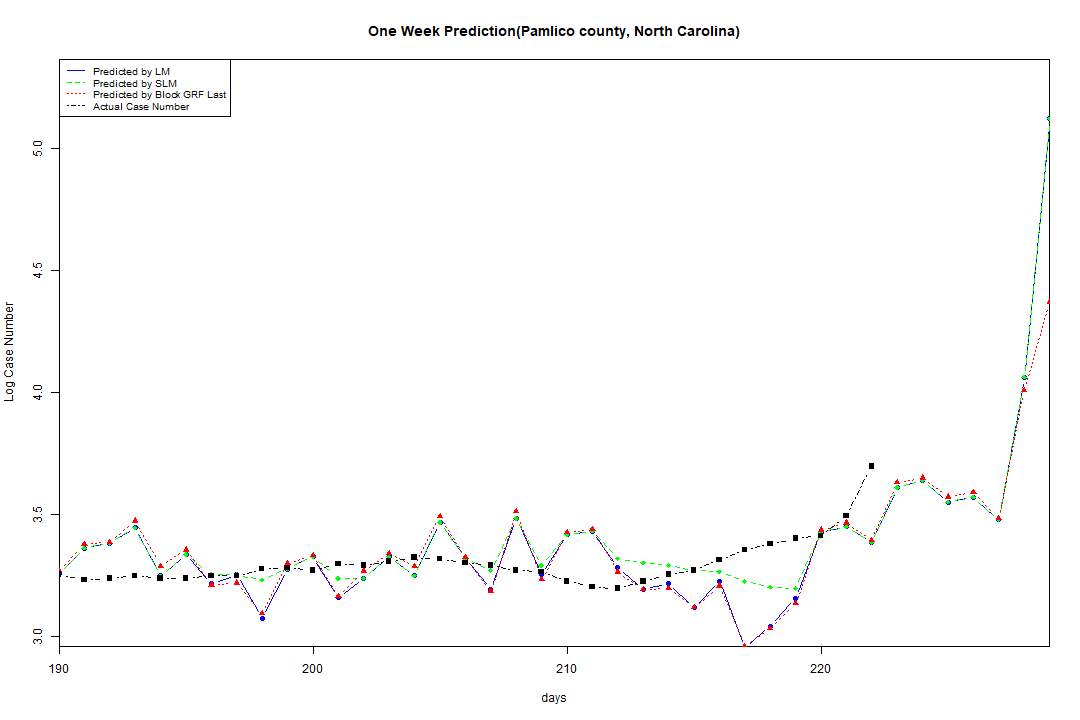 One Week Prediction(Pamlico county, North Carolina)
Predicted by LM
Predicted by SLM
Predicted by Block GRF Last
Actual Case Number
5.0
4.5
4.0
3.5
3.0
Log Case Number
190
200
210
220
days